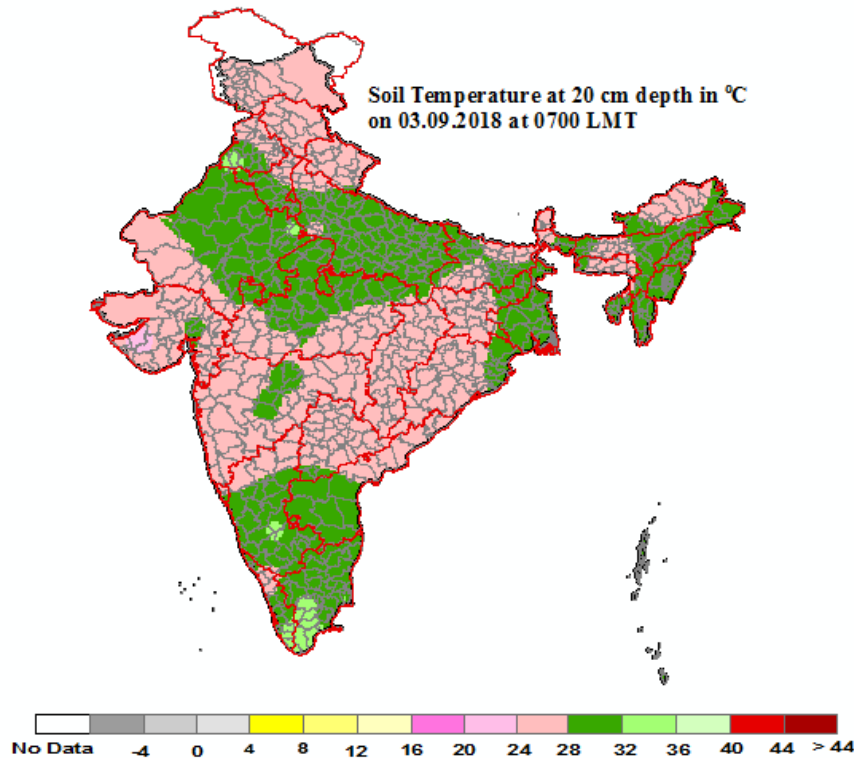 Soil Temperature at 20 cm depth in ⁰C
on 03.09.2018 at 0700 LMT
No Data -4 0 4 8 12 16 20 24 28 32 36 40 44 > 44